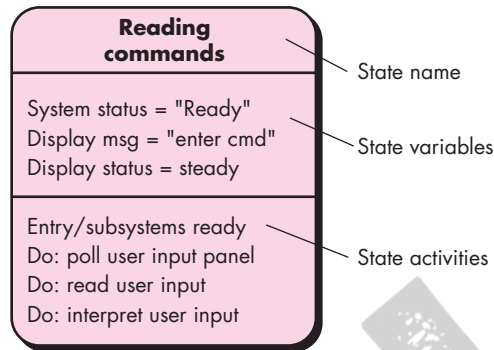 Reading
commands
State name
System status = "Ready"
Display msg = "enter cmd"
Display status = steady
State variables
Entry/subsystems ready
Do: poll user input panel
Do: read user input
Do: interpret user input
State activities